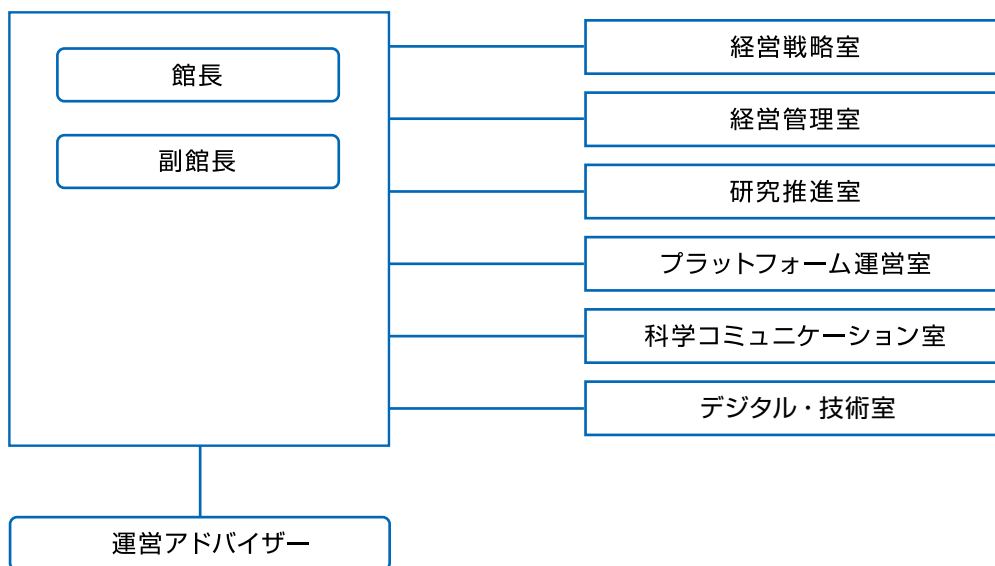 館長
副館長
経営戦略室
経営管理室
研究推進室
プラットフォーム運営室
科学コミュニケーション室
デジタル・技術室
運営アドバイザー